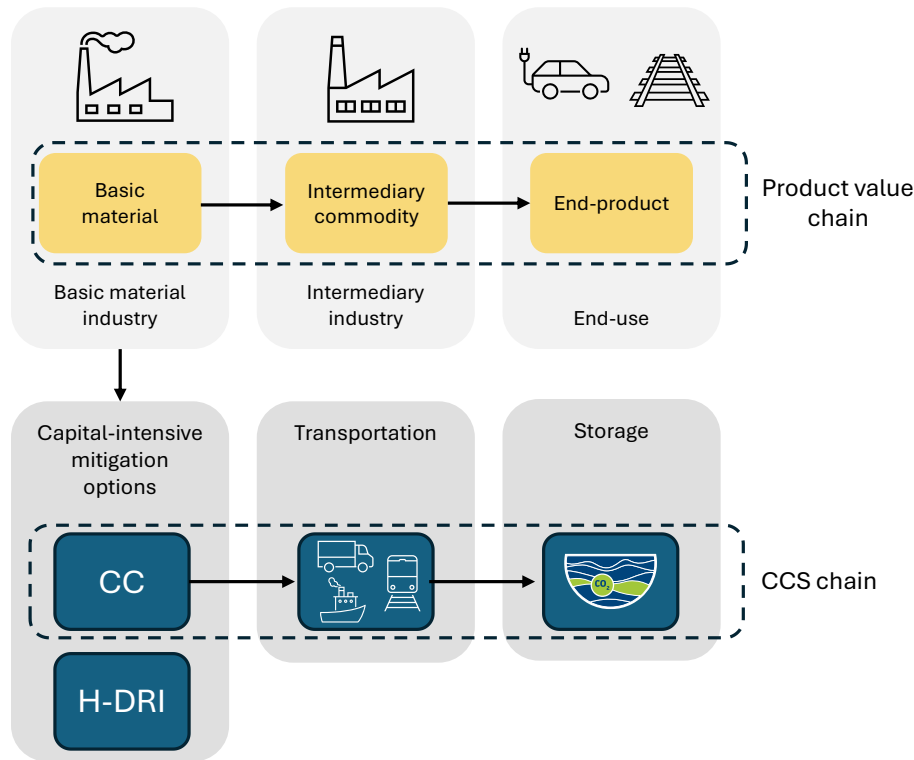 Basic
material
Intermediary
commodity
End-product
Product value
chain
Basic material
industry
Intermediary
industry
End-use
Capital-intensive
mitigation
options
Transportation
Storage
CC
CO₂
CCS chain
H-DRI